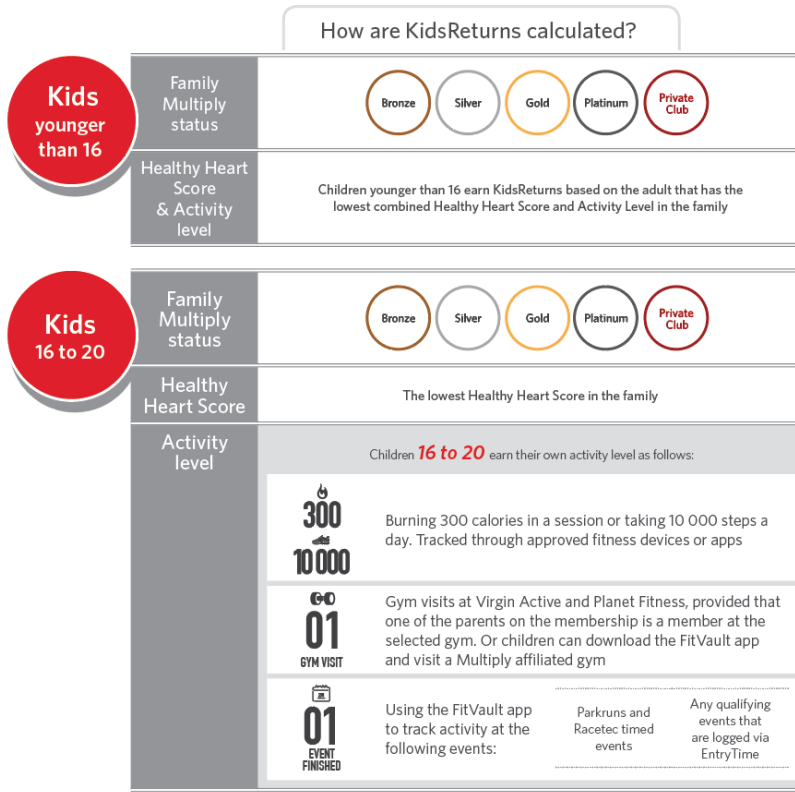 How are KidsReturns calculated?
Kids
younger
than 16
Family
Multiply
status
Bronze
Silver
Gold
Platinum
Private
Club
Healthy Heart
Score
& Activity
level
Children younger than 16 earn KidsReturns based on the adult that has the
lowest combined Healthy Heart Score and Activity Level in the family
Kids
16 to 20
Family
Multiply
status
Bronze
Silver
Gold
Platinum
Private
Club
Healthy
Heart Score
The lowest Healthy Heart Score in the family
Activity
level
Children 16 to 20 earn their own activity level as follows:
300
10 000
Burning 300 calories in a session or taking 10 000 steps a
day. Tracked through approved fitness devices or apps
01
GYM VISIT
Gym visits at Virgin Active and Planet Fitness, provided that
one of the parents on the membership is a member at the
selected gym. Or children can download the FitVault app
and visit a Multiply affiliated gym
01
EVENT
FINISHED
Using the FitVault app
to track activity at the
following events:
Parkruns and
Racetec timed
events
Any qualifying
events that
are logged via
EntryTime